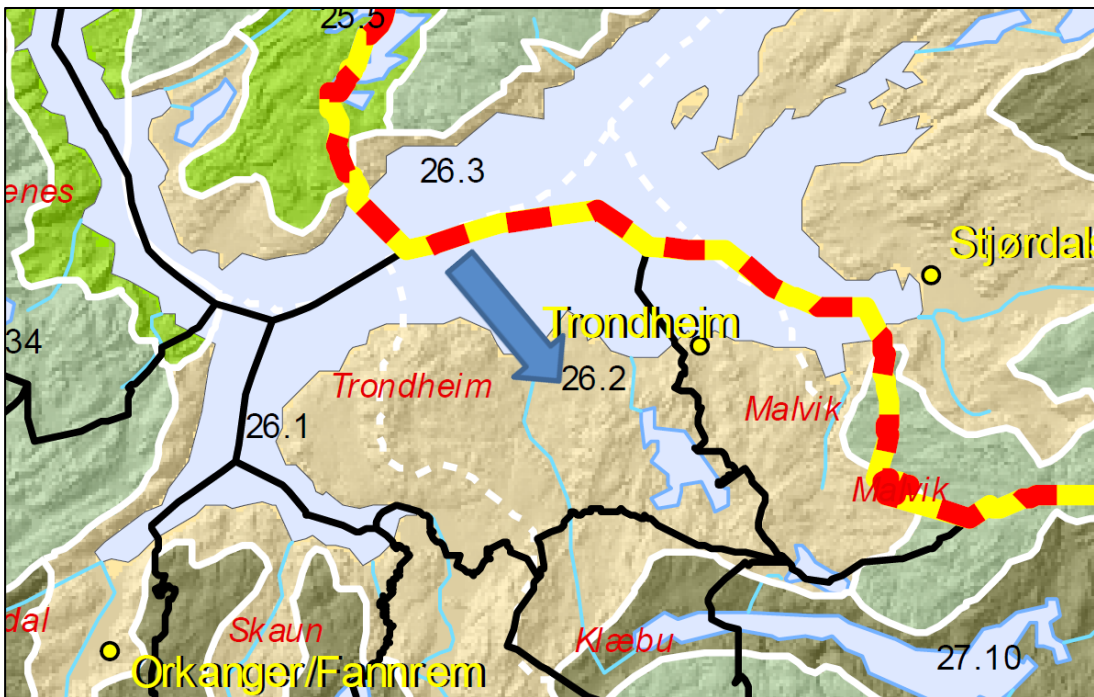 25.5
26.3
enes
Stjørdals
Trondheim
34
Trondheim
26.2
Malvik
26.1
Malvik
dal
Skaun
Klæbu
27.10
Orkanger/Fannrem